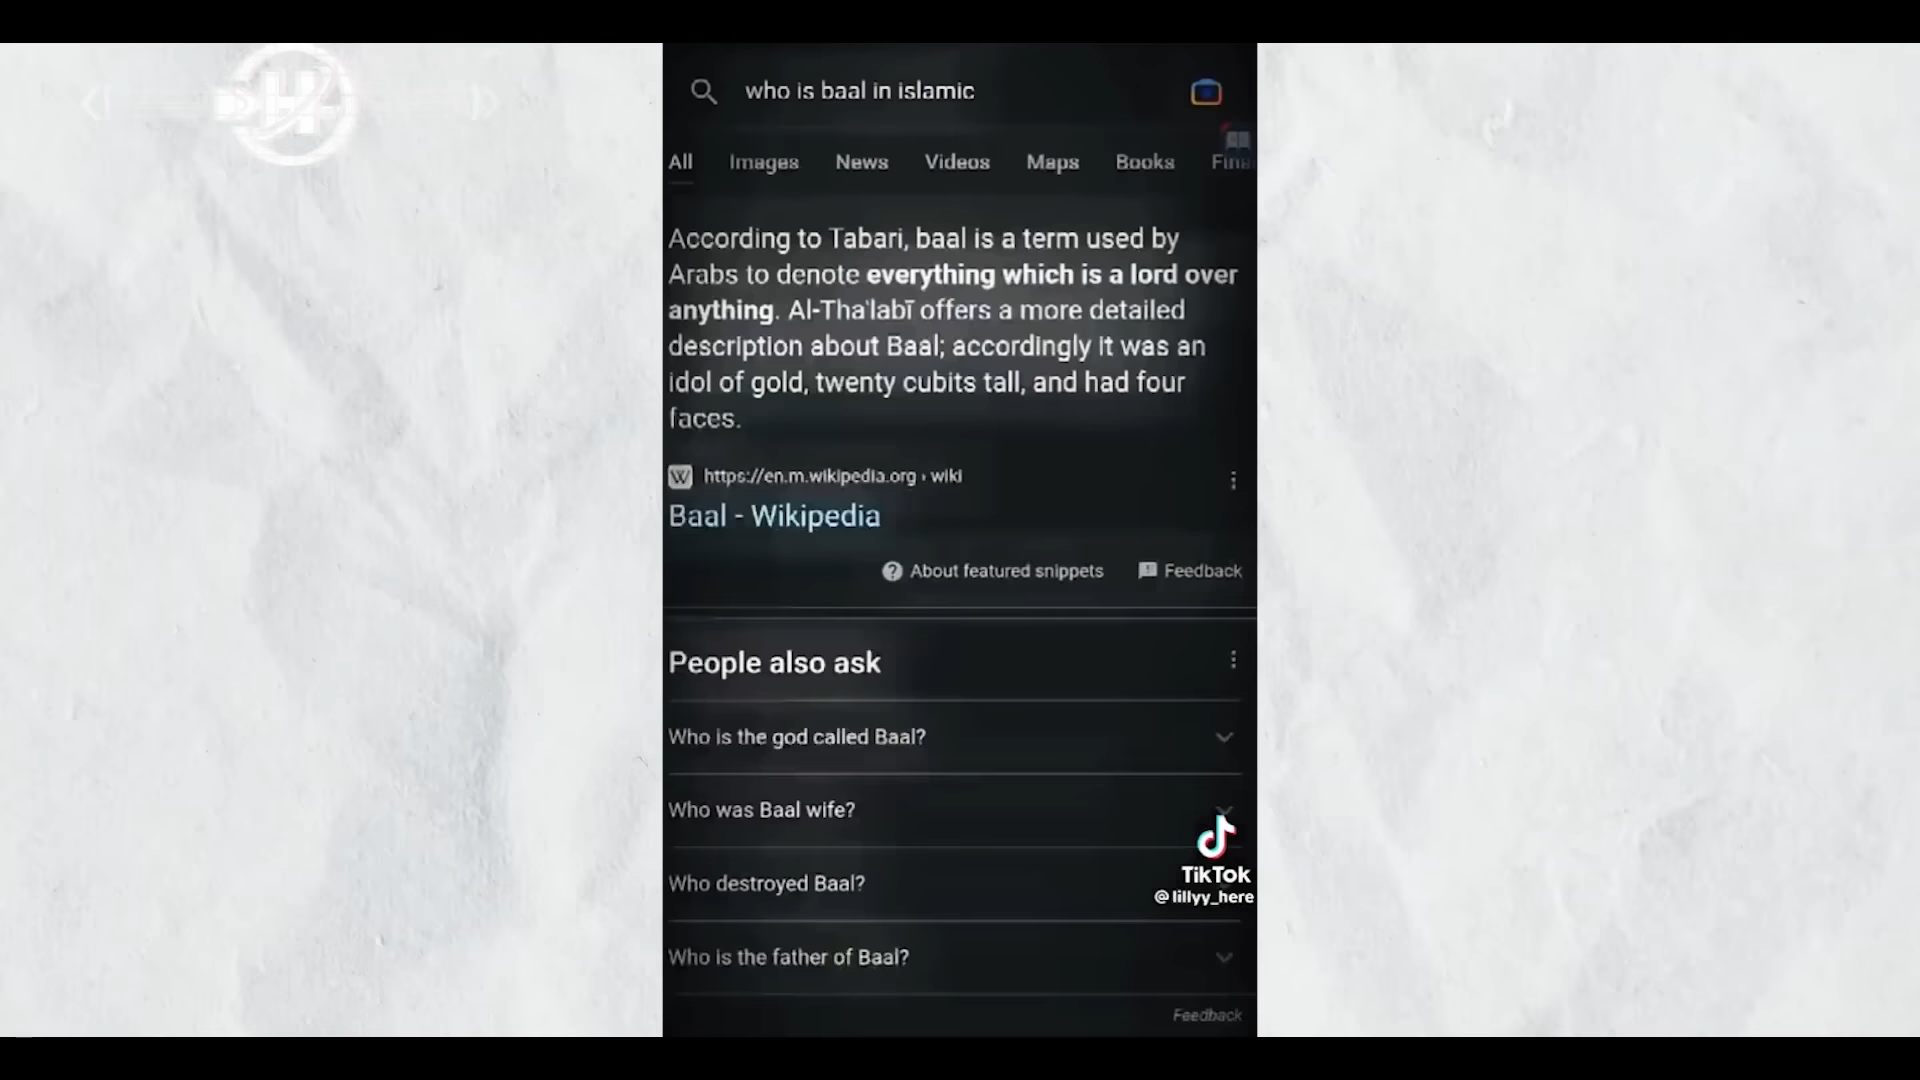 who is baal in islamic
All Images News Videos Maps Books
According to Tabari, baal is a term used by
Arabs to denote everything which is a lord over
anything. Al-Tha'labī offers a more detailed
description about Baal; accordingly it was an
idol of gold, twenty cubits tall, and had four
faces.
https://en.m.wikipedia.org › wiki
Baal - Wikipedia
About featured snippets Feedback
People also ask
Who is the god called Baal?
Who was Baal wife?
Who destroyed Baal?
Who is the father of Baal?
Feedback
TikTok
@lillyy_here